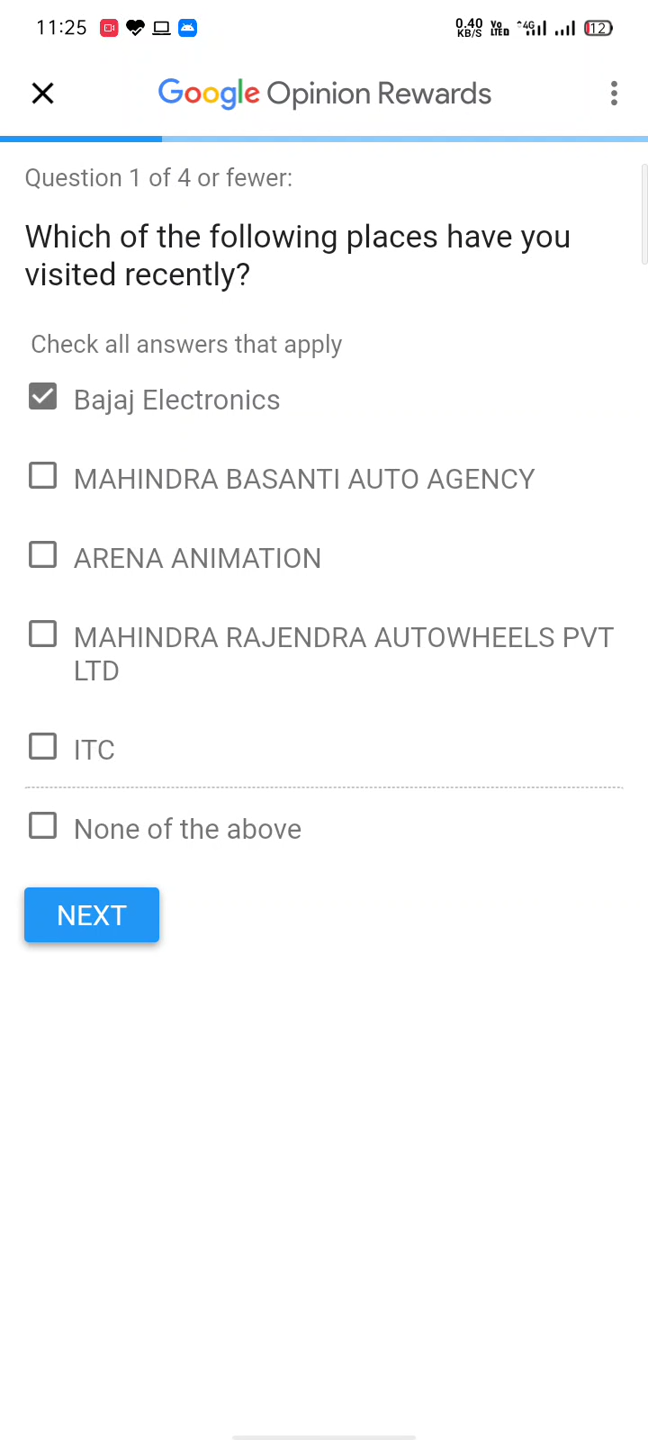 11:25 0.40 KB/S VoLTED 4G 12
Google Opinion Rewards
Question 1 of 4 or fewer:
Which of the following places have you
visited recently?
Check all answers that apply
Bajaj Electronics
MAHINDRA BASANTI AUTO AGENCY
ARENA ANIMATION
MAHINDRA RAJENDRA AUTOWHEELS PVT
LTD
ITC
None of the above
NEXT